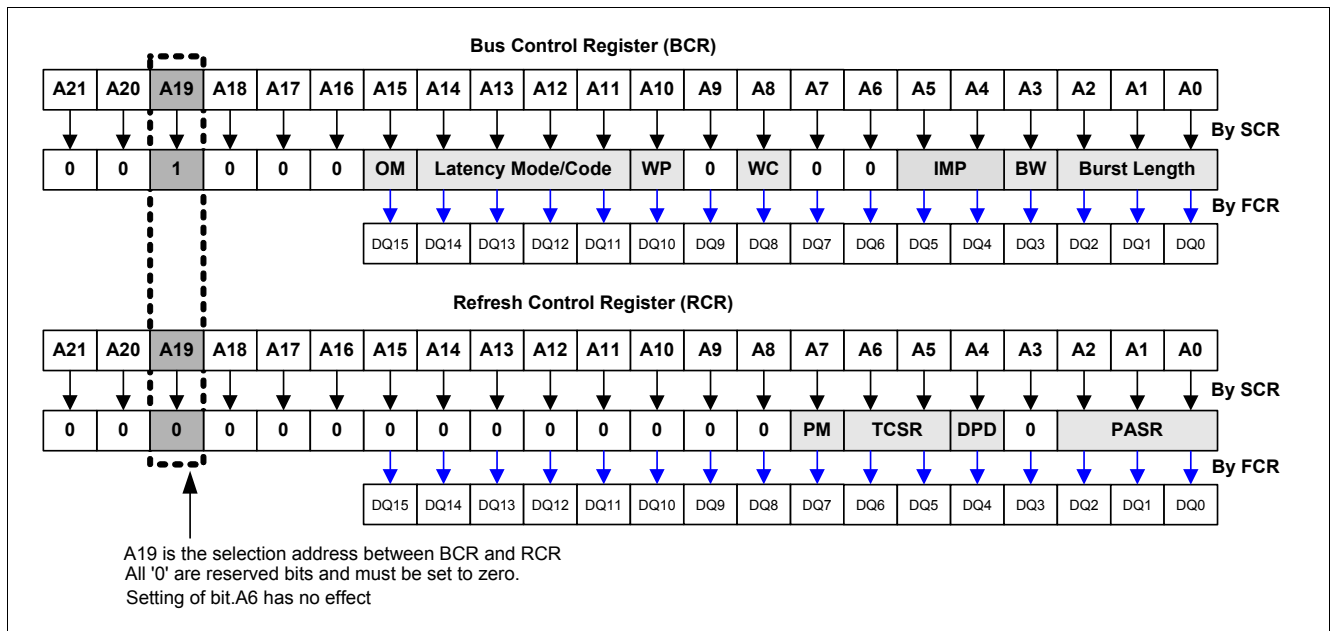 Bus Control Register (BCR)
A21 A20 A19 A18 A17 A16 A15 A14 A13 A12 A11 A10 A9 A8 A7 A6 A5 A4 A3 A2 A1 A0
By SCR
0 0 1 0 0 0 OM Latency Mode/Code WP 0 WC 0 0 IMP BW Burst Length
By FCR
DQ15 DQ14 DQ13 DQ12 DQ11 DQ10 DQ9 DQ8 DQ7 DQ6 DQ5 DQ4 DQ3 DQ2 DQ1 DQ0
Refresh Control Register (RCR)
A21 A20 A19 A18 A17 A16 A15 A14 A13 A12 A11 A10 A9 A8 A7 A6 A5 A4 A3 A2 A1 A0
By SCR
0 0 0 0 0 0 0 0 0 0 0 0 0 0 PM TCSR DPD 0 PASR
By FCR
DQ15 DQ14 DQ13 DQ12 DQ11 DQ10 DQ9 DQ8 DQ7 DQ6 DQ5 DQ4 DQ3 DQ2 DQ1 DQ0
A19 is the selection address between BCR and RCR
All '0' are reserved bits and must be set to zero.
Setting of bit.A6 has no effect